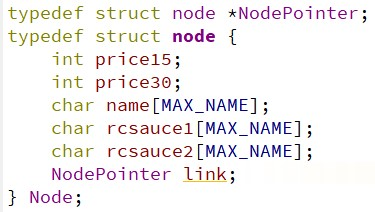 typedef struct node *NodePointer;
typedef struct node {
    int price15;
    int price30;
    char name[MAX_NAME];
    char rcsauce1[MAX_NAME];
    char rcsauce2[MAX_NAME];
    NodePointer link;
} Node;